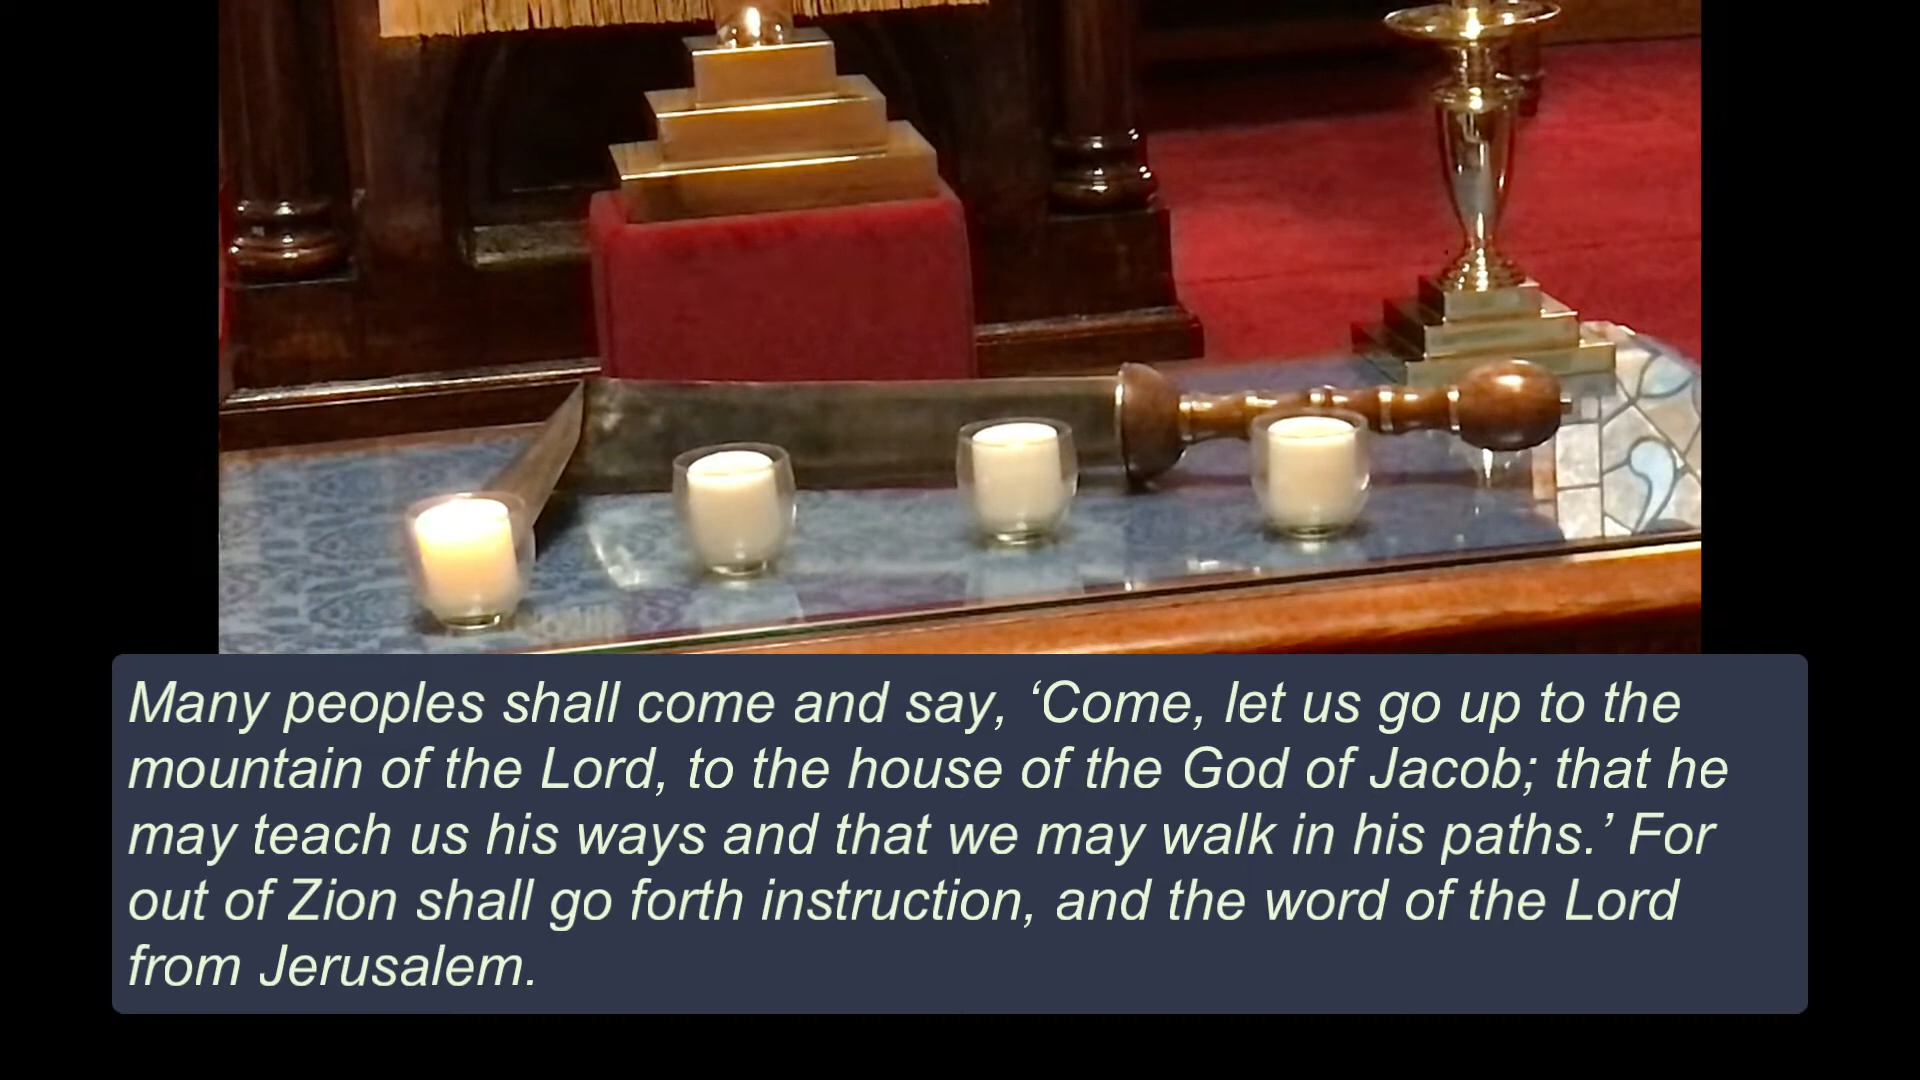 Many peoples shall come and say, ‘Come, let us go up to the
mountain of the Lord, to the house of the God of Jacob; that he
may teach us his ways and that we may walk in his paths.’ For
out of Zion shall go forth instruction, and the word of the Lord
from Jerusalem.